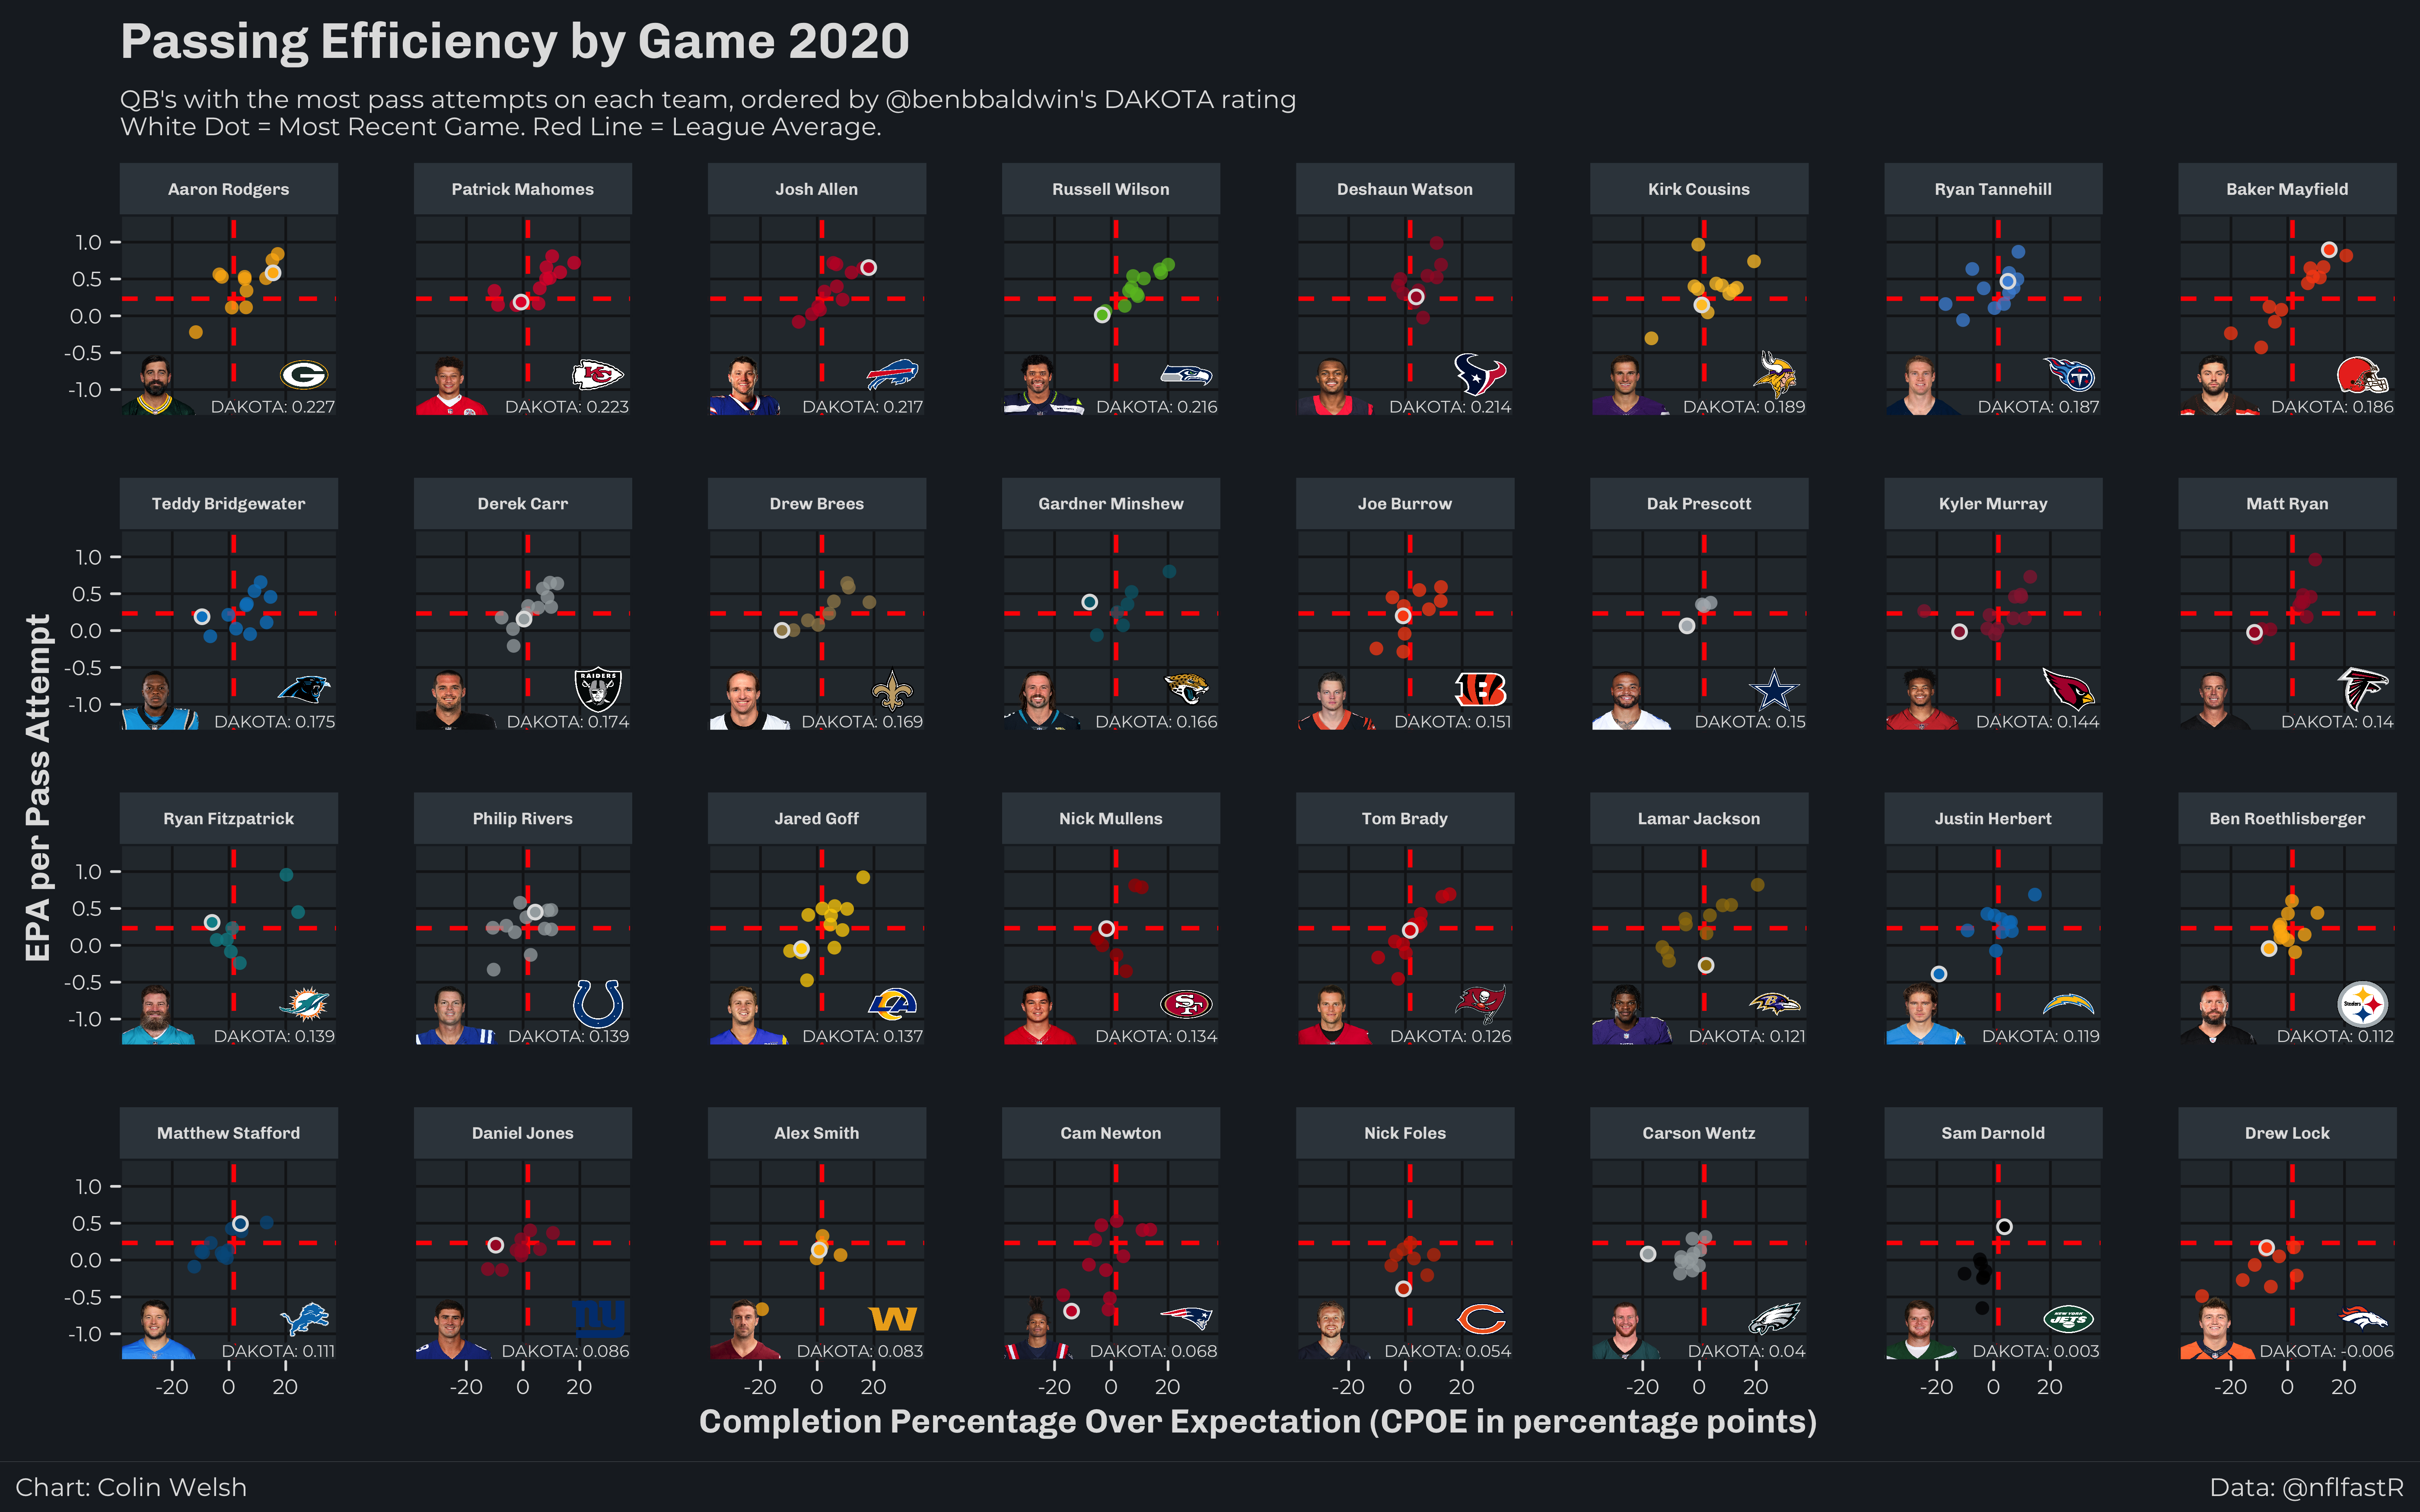 Passing Efficiency by Game 2020
QB's with the most pass attempts on each team, ordered by @benbbaldwin's DAKOTA rating
White Dot = Most Recent Game. Red Line = League Average.
Aaron Rodgers Patrick Mahomes Josh Allen Russell Wilson Deshaun Watson Kirk Cousins Ryan Tannehill Baker Mayfield
1.0
0.5
0.0
-0.5
-1.0
DAKOTA: 0.227 DAKOTA: 0.223 DAKOTA: 0.217 DAKOTA: 0.216 DAKOTA: 0.214 DAKOTA: 0.189 DAKOTA: 0.187 DAKOTA: 0.186
Teddy Bridgewater Derek Carr Drew Brees Gardner Minshew Joe Burrow Dak Prescott Kyler Murray Matt Ryan
1.0
0.5
0.0
-0.5
RAIDERS
-1.0
DAKOTA: 0.175 DAKOTA: 0.174 DAKOTA: 0.169 DAKOTA: 0.166 DAKOTA: 0.151 DAKOTA: 0.15 DAKOTA: 0.144 DAKOTA: 0.14
EPA per Pass Attempt
Ryan Fitzpatrick Philip Rivers Jared Goff Nick Mullens Tom Brady Lamar Jackson Justin Herbert Ben Roethlisberger
1.0
0.5
0.0
-0.5
-1.0
SF
Steelers
DAKOTA: 0.139 DAKOTA: 0.139 DAKOTA: 0.137 DAKOTA: 0.134 DAKOTA: 0.126 DAKOTA: 0.121 DAKOTA: 0.119 DAKOTA: 0.112
Matthew Stafford Daniel Jones Alex Smith Cam Newton Nick Foles Carson Wentz Sam Darnold Drew Lock
1.0
0.5
0.0
-0.5
-1.0
ny
W
NEW YORK
JETS
DAKOTA: 0.111 DAKOTA: 0.086 DAKOTA: 0.083 DAKOTA: 0.068 DAKOTA: 0.054 DAKOTA: 0.04 DAKOTA: 0.003 DAKOTA: -0.006
-20 0 20 -20 0 20 -20 0 20 -20 0 20 -20 0 20 -20 0 20 -20 0 20 -20 0 20
Completion Percentage Over Expectation (CPOE in percentage points)
Chart: Colin Welsh
Data: @nflfastR